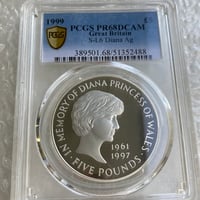 1999
PCGS PR68DCAM
£5
Great Britain
S-L6 Diana Ag
389501.68/51352488
PCGS
IN MEMORY OF DIANA PRINCESS OF WALES
1961
1997
FIVE POUNDS